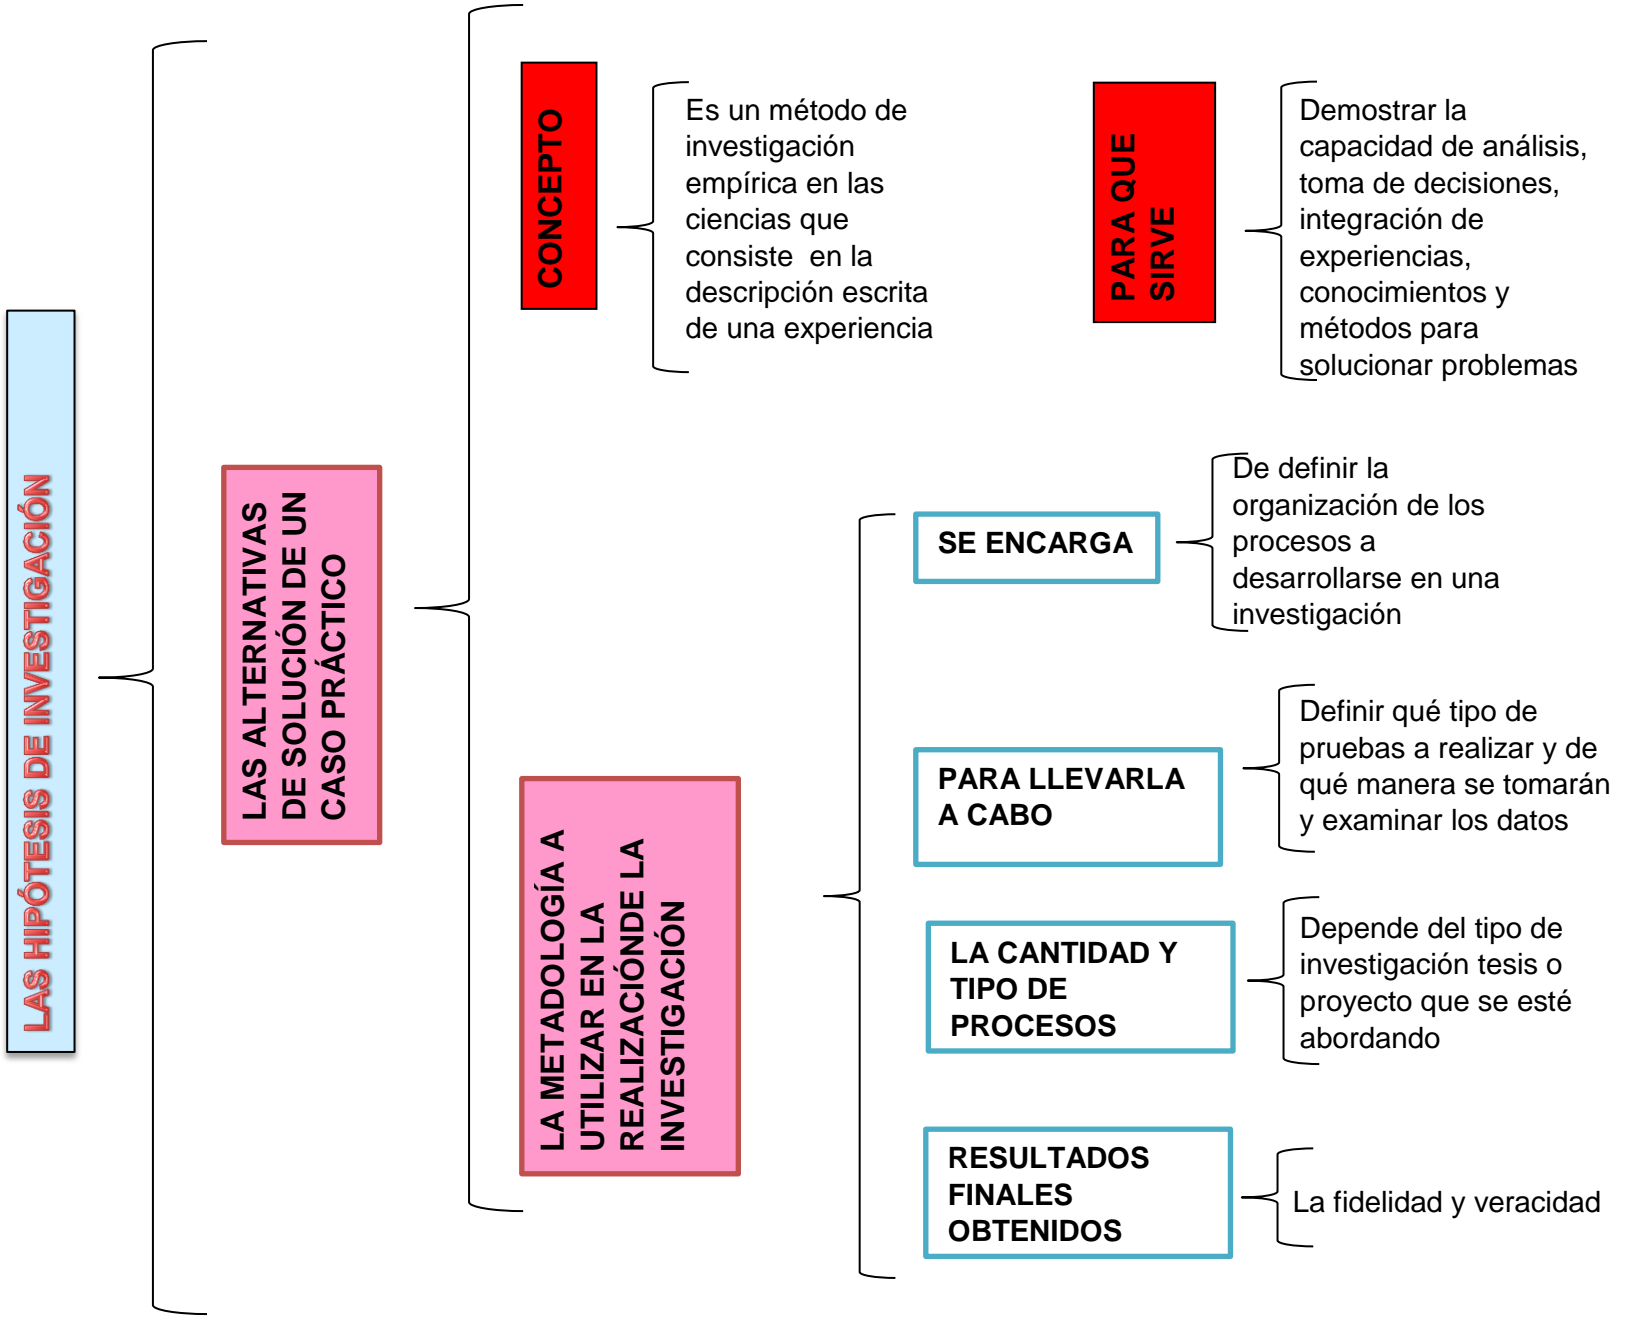 LAS HIPÓTESIS DE INVESTIGACIÓN
LAS ALTERNATIVAS
DE SOLUCIÓN DE UN
CASO PRÁCTICO
CONCEPTO
Es un método de
investigación
empírica en las
ciencias que
consiste en la
descripción escrita
de una experiencia
PARA QUE
SIRVE
Demostrar la
capacidad de análisis,
toma de decisiones,
integración de
experiencias,
conocimientos y
métodos para
solucionar problemas
LA METADOLOGÍA A
UTILIZAR EN LA
REALIZACIÓNDE LA
INVESTIGACIÓN
SE ENCARGA
De definir la
organización de los
procesos a
desarrollarse en una
investigación
PARA LLEVARLA
A CABO
Definir qué tipo de
pruebas a realizar y de
qué manera se tomarán
y examinar los datos
LA CANTIDAD Y
TIPO DE
PROCESOS
Depende del tipo de
investigación tesis o
proyecto que se esté
abordando
RESULTADOS
FINALES
OBTENIDOS
La fidelidad y veracidad